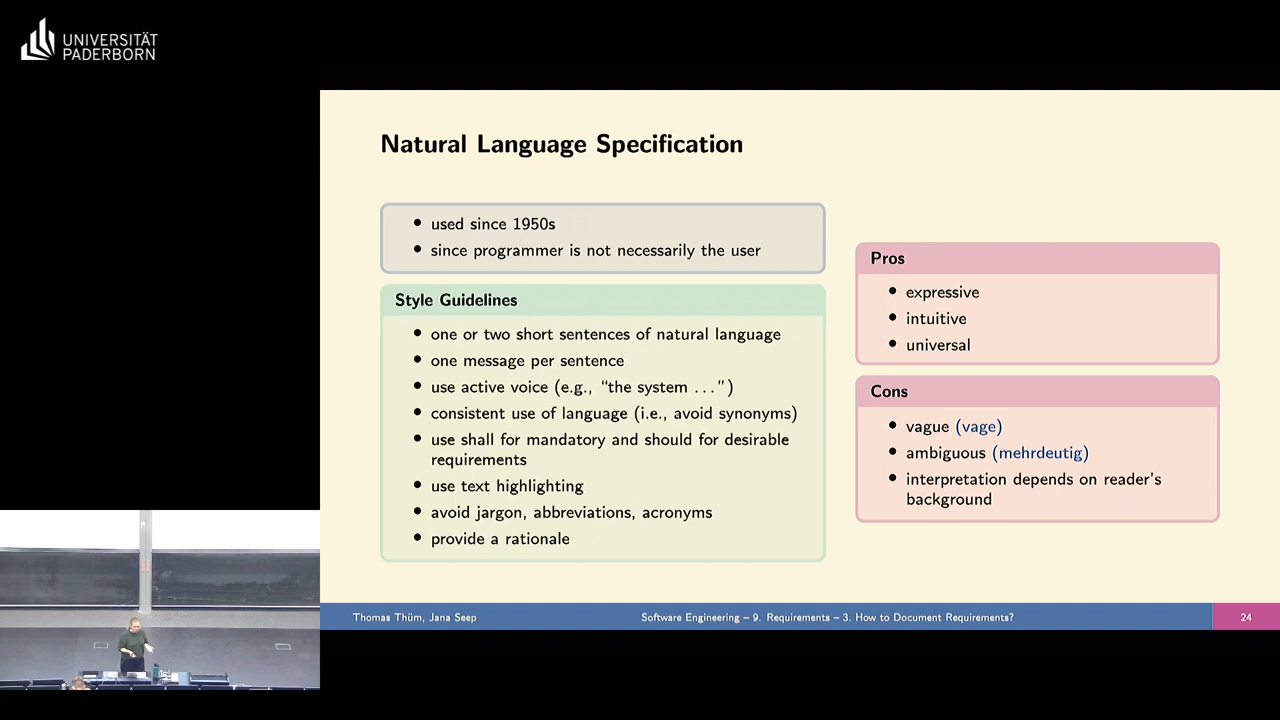 UNIVERSITÄT
PADERBORN
Natural Language Specification
• used since 1950s
• since programmer is not necessarily the user
Style Guidelines
• one or two short sentences of natural language
• one message per sentence
• use active voice (e.g., “the system . . .”)
• consistent use of language (i.e., avoid synonyms)
• use shall for mandatory and should for desirable
requirements
• use text highlighting
• avoid jargon, abbreviations, acronyms
• provide a rationale
Pros
• expressive
• intuitive
• universal
Cons
• vague (vage)
• ambiguous (mehrdeutig)
• interpretation depends on reader's
background
Thomas Thüm, Jana Seep
Software Engineering – 9. Requirements – 3. How to Document Requirements?
24